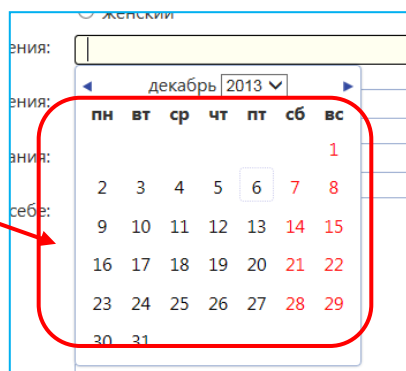 женский
ения:
декабрь 2013
ения:
пн вт ср чт пт сб вс
1
ания:
2 3 4 5 6 7 8
себе:
9 10 11 12 13 14 15
16 17 18 19 20 21 22
23 24 25 26 27 28 29
30 31